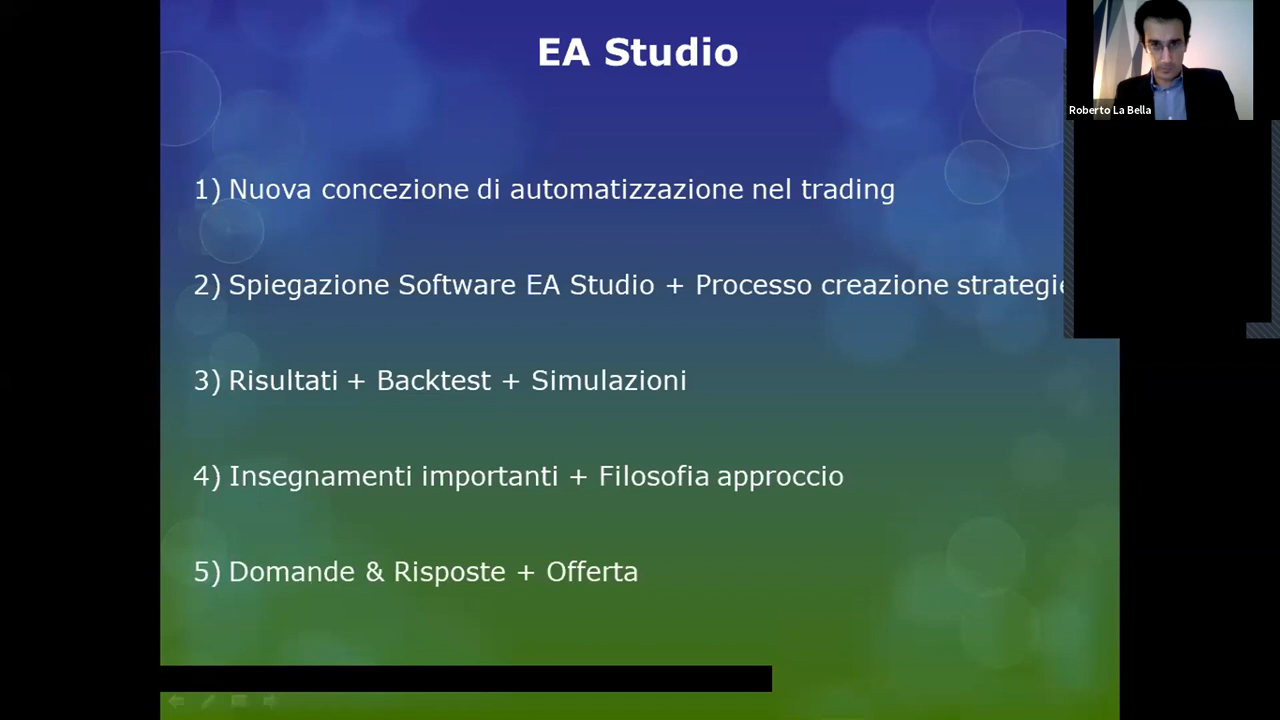 EA Studio
Roberto La Bella
1) Nuova concezione di automatizzazione nel trading
2) Spiegazione Software EA Studio + Processo creazione strategie
3) Risultati + Backtest + Simulazioni
4) Insegnamenti importanti + Filosofia approccio
5) Domande & Risposte + Offerta